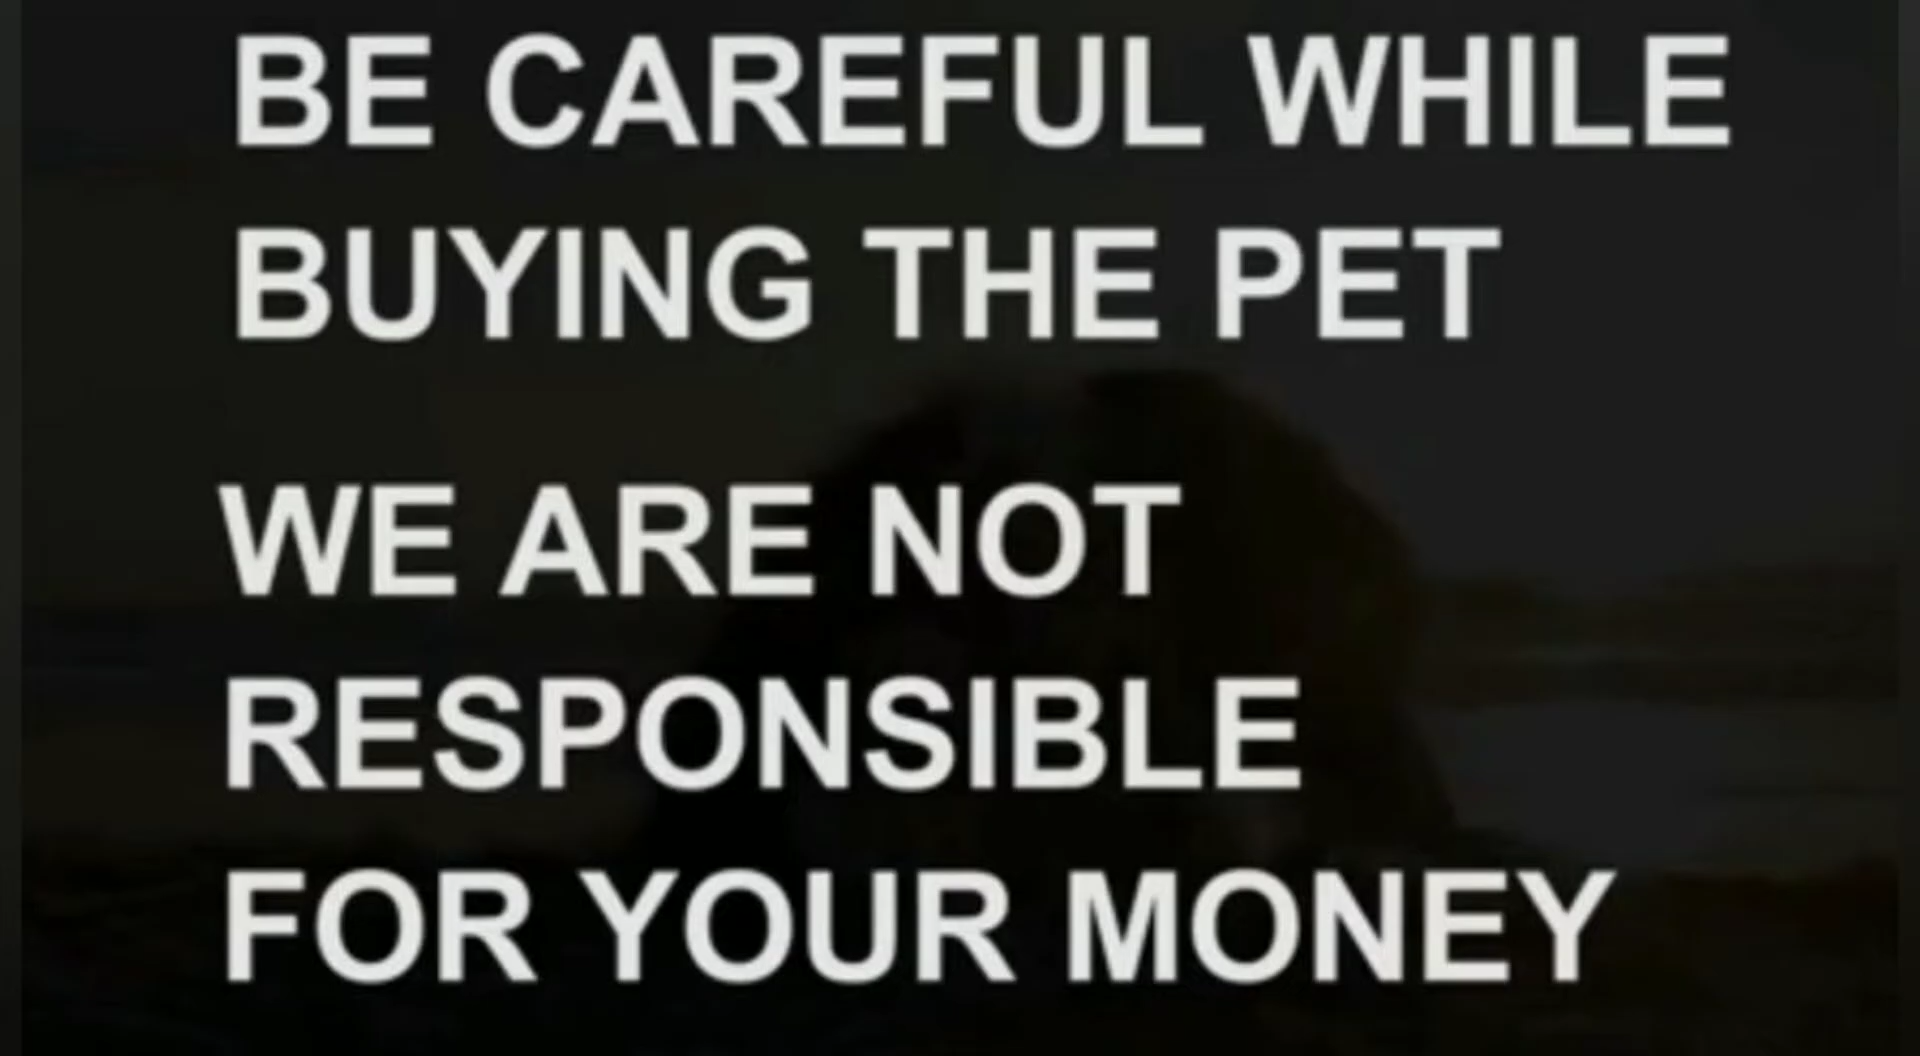 BE CAREFUL WHILE
BUYING THE PET
WE ARE NOT
RESPONSIBLE
FOR YOUR MONEY